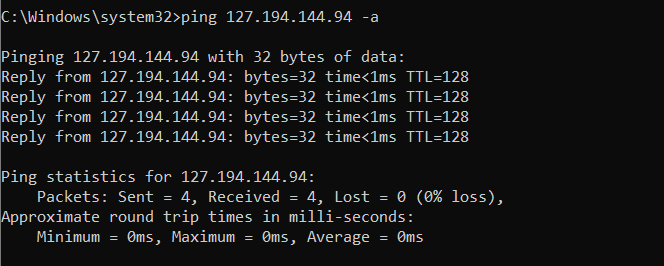 C:\Windows\system32>ping 127.194.144.94 -a
Pinging 127.194.144.94 with 32 bytes of data:
Reply from 127.194.144.94: bytes=32 time<1ms TTL=128
Reply from 127.194.144.94: bytes=32 time<1ms TTL=128
Reply from 127.194.144.94: bytes=32 time<1ms TTL=128
Reply from 127.194.144.94: bytes=32 time<1ms TTL=128
Ping statistics for 127.194.144.94:
    Packets: Sent = 4, Received = 4, Lost = 0 (0% loss),
Approximate round trip times in milli-seconds:
    Minimum = 0ms, Maximum = 0ms, Average = 0ms